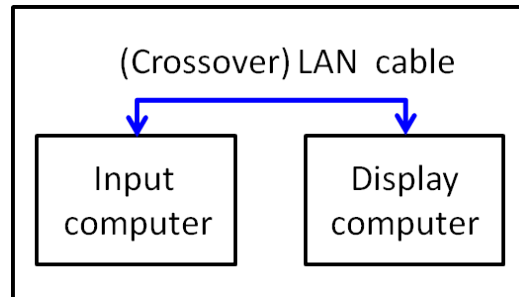 (Crossover) LAN cable
Input
computer
Display
computer